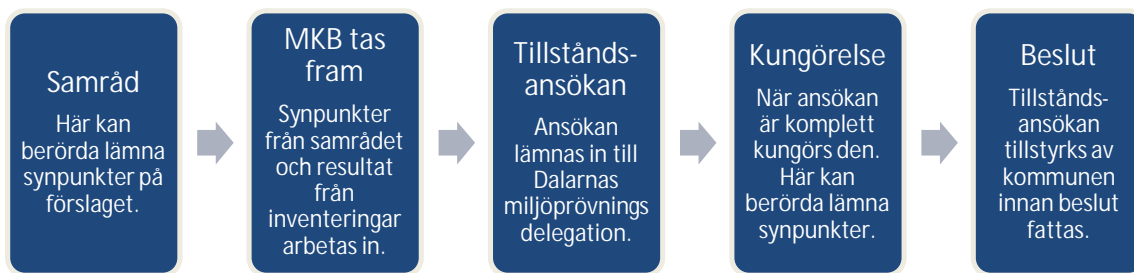 Samråd
Här kan
berörda lämna
synpunkter på
förslaget.
MKB tas
fram
Synpunkter
från samrådet
och resultat
från
inventeringar
arbetas in.
Tillstånds-
ansökan
Ansökan
lämnas in till
Dalarnas
miljöprövnings
delegation.
Kungörelse
När ansökan
är komplett
kungörs den.
Här kan
berörda lämna
synpunkter.
Beslut
Tillstånds-
ansökan
tillstyrks av
kommunen
innan beslut
fattas.